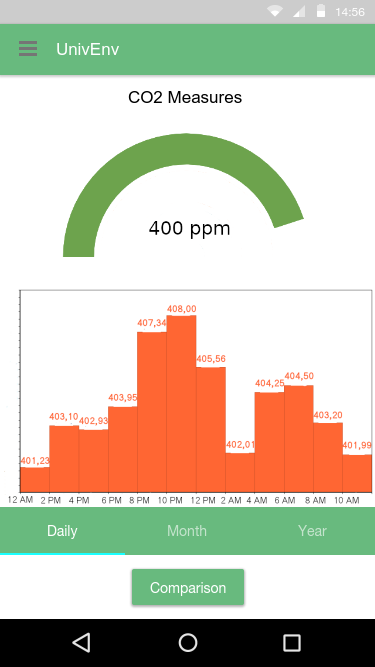 14:56
UnivEnv
CO2 Measures
400 ppm
408,00
407,34
405,56
404,50
404,25
403,95
403,20
403,10
402,93
402,01
401,99
401,23
12 AM 2 PM 4 PM 6 PM 8 PM 10 PM 12 PM 2 AM 4 AM 6 AM 8 AM 10 AM
Daily Month Year
Comparison